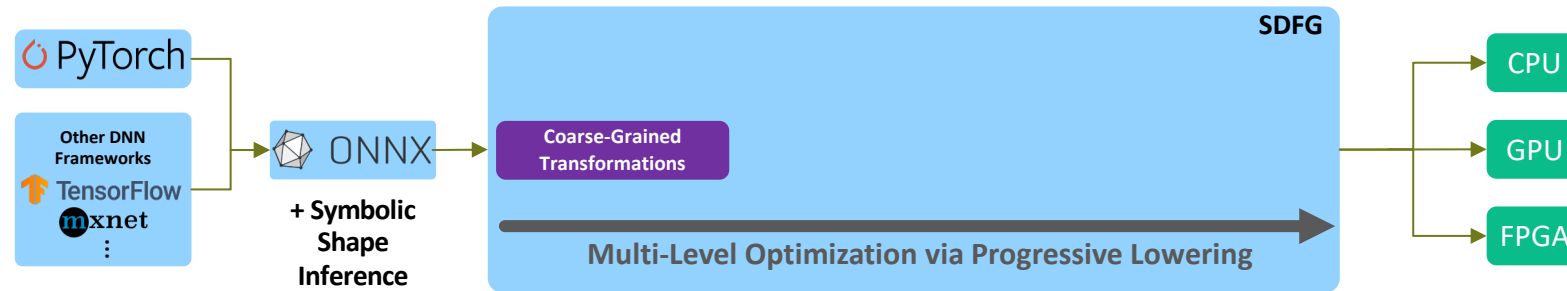 PyTorch
Other DNN
Frameworks
TensorFlow
mxnet
⋮
ONNX
+ Symbolic
Shape
Inference
SDFG
Coarse-Grained
Transformations
Multi-Level Optimization via Progressive Lowering
CPU
GPU
FPGA